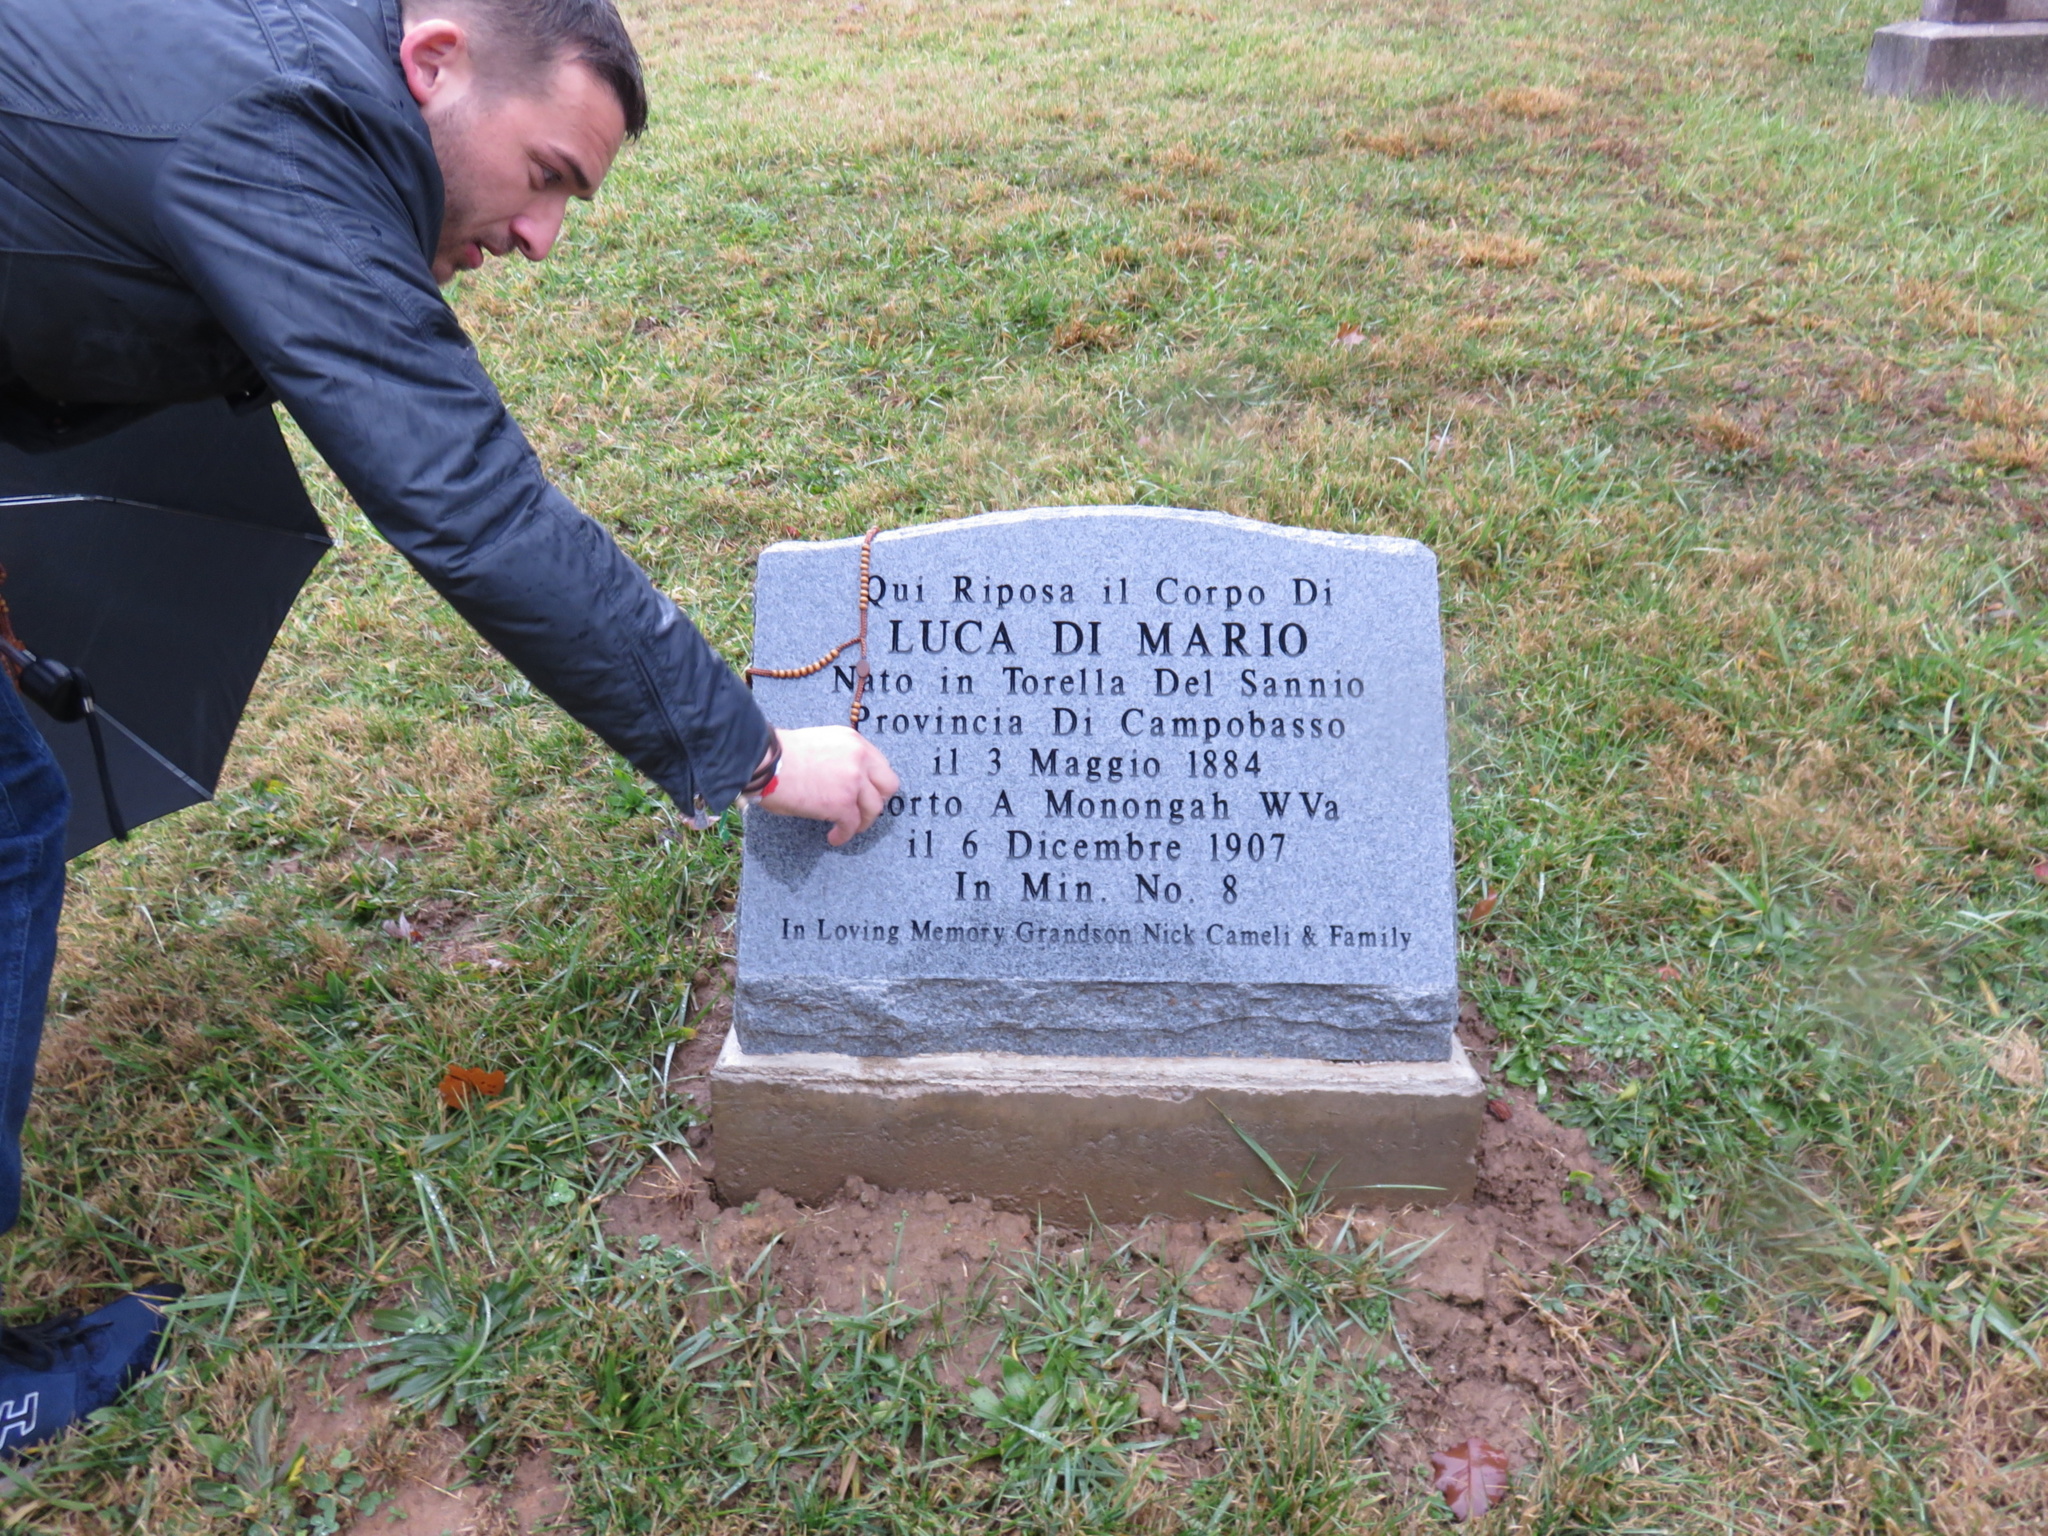 Qui Riposa il Corpo Di
LUCA DI MARIO
Nato in Torella Del Sannio
Provincia Di Campobasso
il 3 Maggio 1884
orto A Monongah W Va
il 6 Dicembre 1907
In Min. No. 8
In Loving Memory Grandson Nick Cameli & Family
H